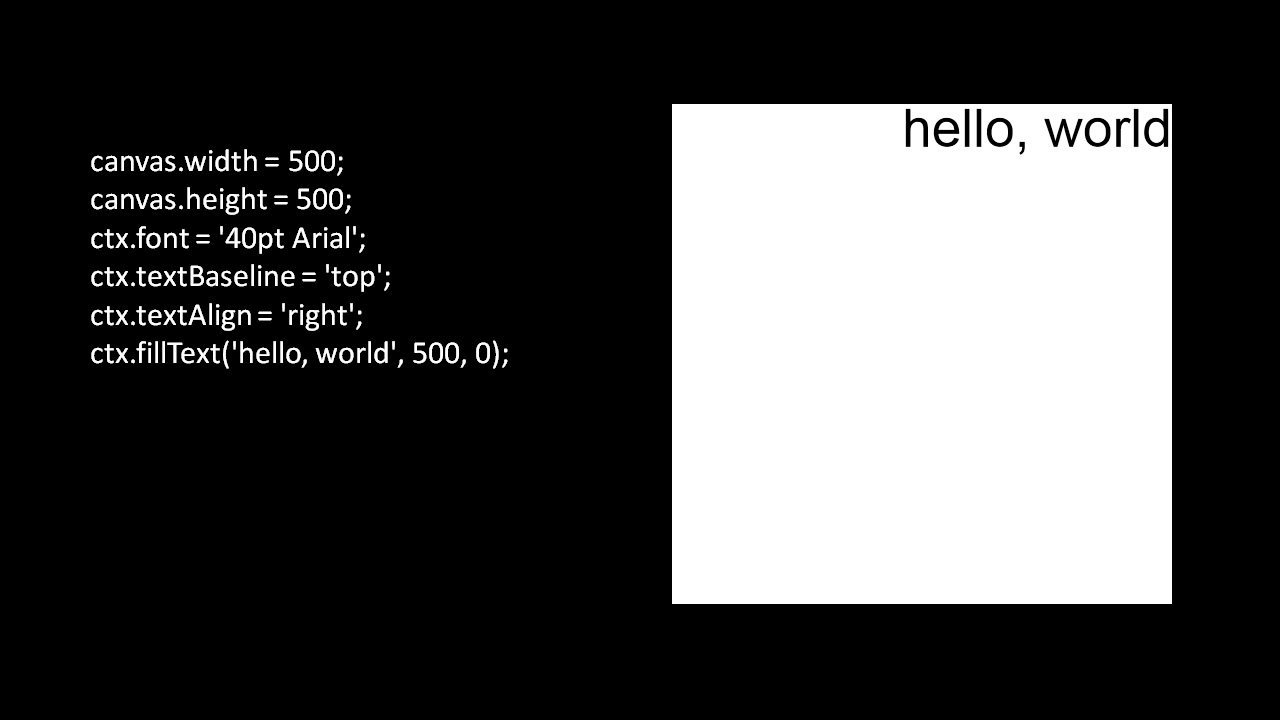 canvas.width = 500;
canvas.height = 500;
ctx.font = '40pt Arial';
ctx.textBaseline = 'top';
ctx.textAlign = 'right';
ctx.fillText('hello, world', 500, 0);
hello, world